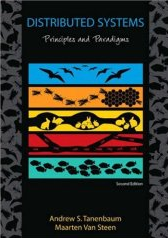 DISTRIBUTED SYSTEMS
Principles and Paradigms
Second Edition
Andrew S. Tanenbaum
Maarten Van Steen